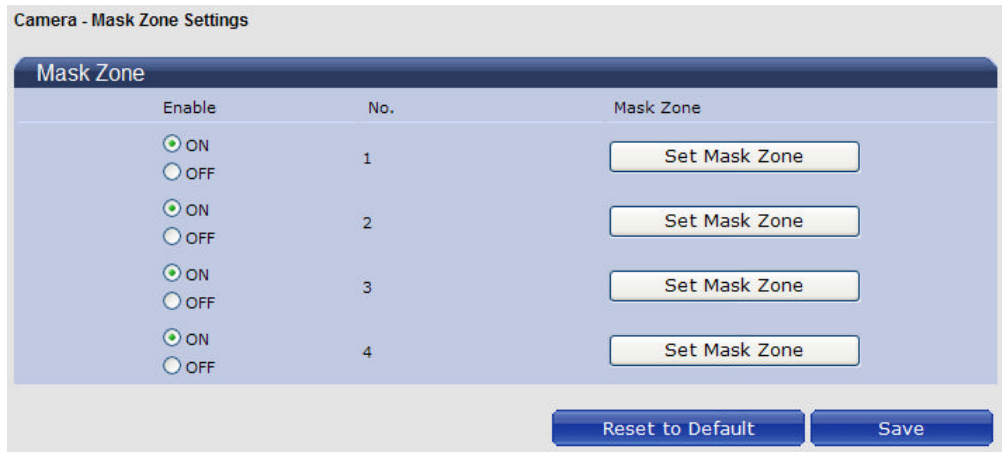 Camera - Mask Zone Settings
Mask Zone
Enable No. Mask Zone
ON
1 Set Mask Zone
OFF
ON
2 Set Mask Zone
OFF
ON
3 Set Mask Zone
OFF
ON
4 Set Mask Zone
OFF
Reset to Default Save